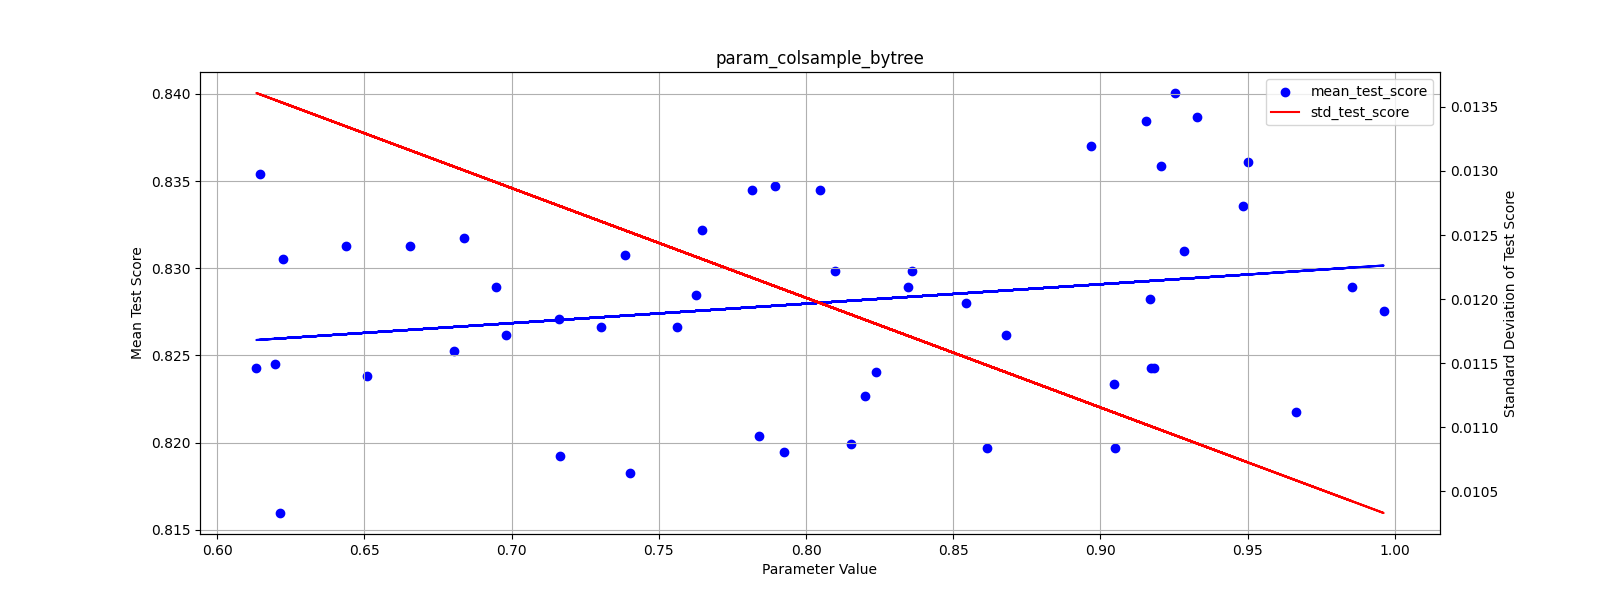 param_colsample_bytree
mean_test_score
std_test_score
Mean Test Score
0.840
0.835
0.830
0.825
0.820
0.815
0.0135
0.0130
0.0125
0.0120
0.0115
0.0110
0.0105
Standard Deviation of Test Score
0.60 0.65 0.70 0.75 0.80 0.85 0.90 0.95 1.00
Parameter Value